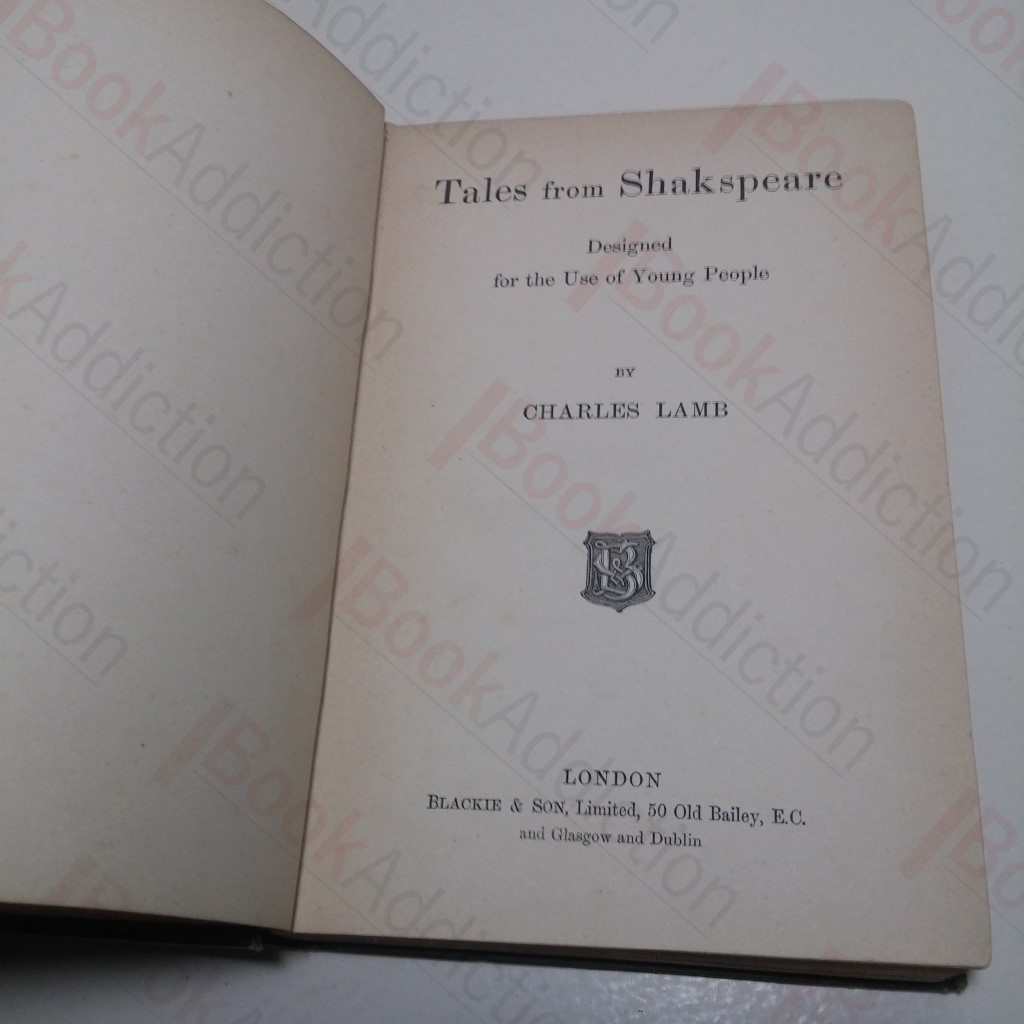 Tales from Shakspeare
Designed
for the Use of Young People
BY
CHARLES LAMB
LONDON
BLACKIE & SON, Limited, 50 Old Bailey, E.C.
and Glasgow and Dublin
BookAddiction